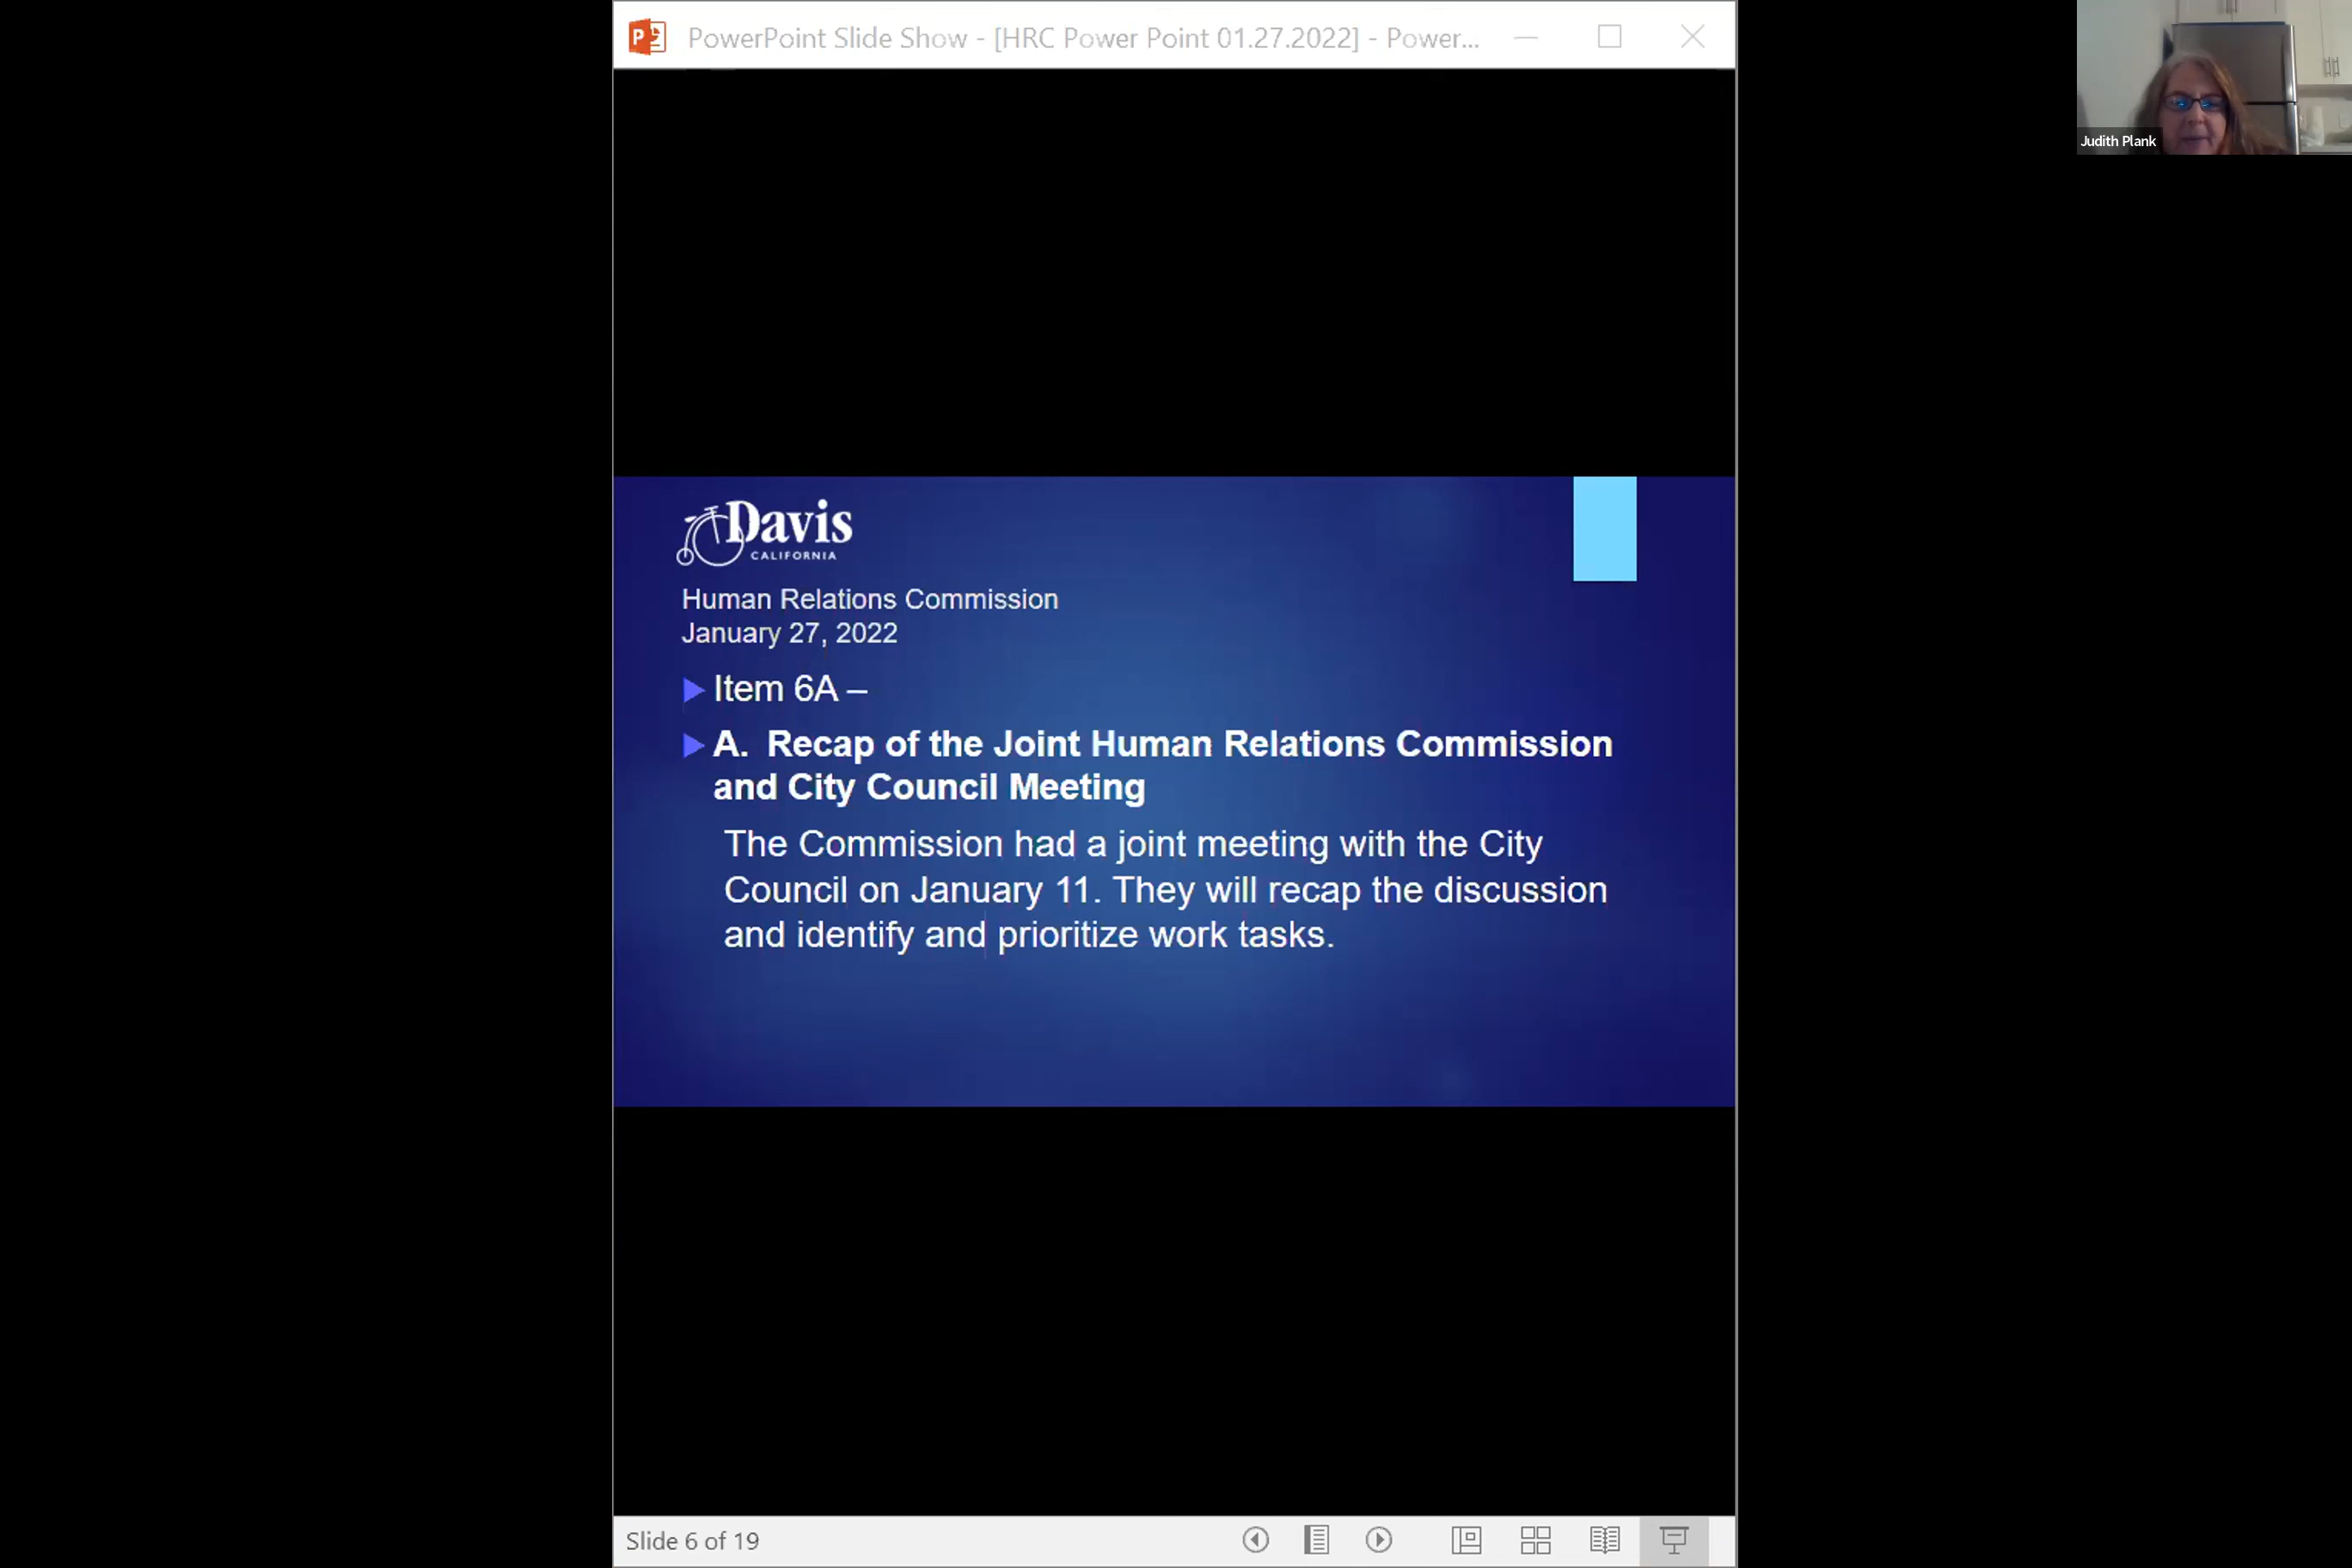 PowerPoint Slide Show - [HRC Power Point 01.27.2022] - Power...
Judith Plank
Davis
CALIFORNIA
Human Relations Commission
January 27, 2022
Item 6A –
A. Recap of the Joint Human Relations Commission
and City Council Meeting
The Commission had a joint meeting with the City
Council on January 11. They will recap the discussion
and identify and prioritize work tasks.
Slide 6 of 19